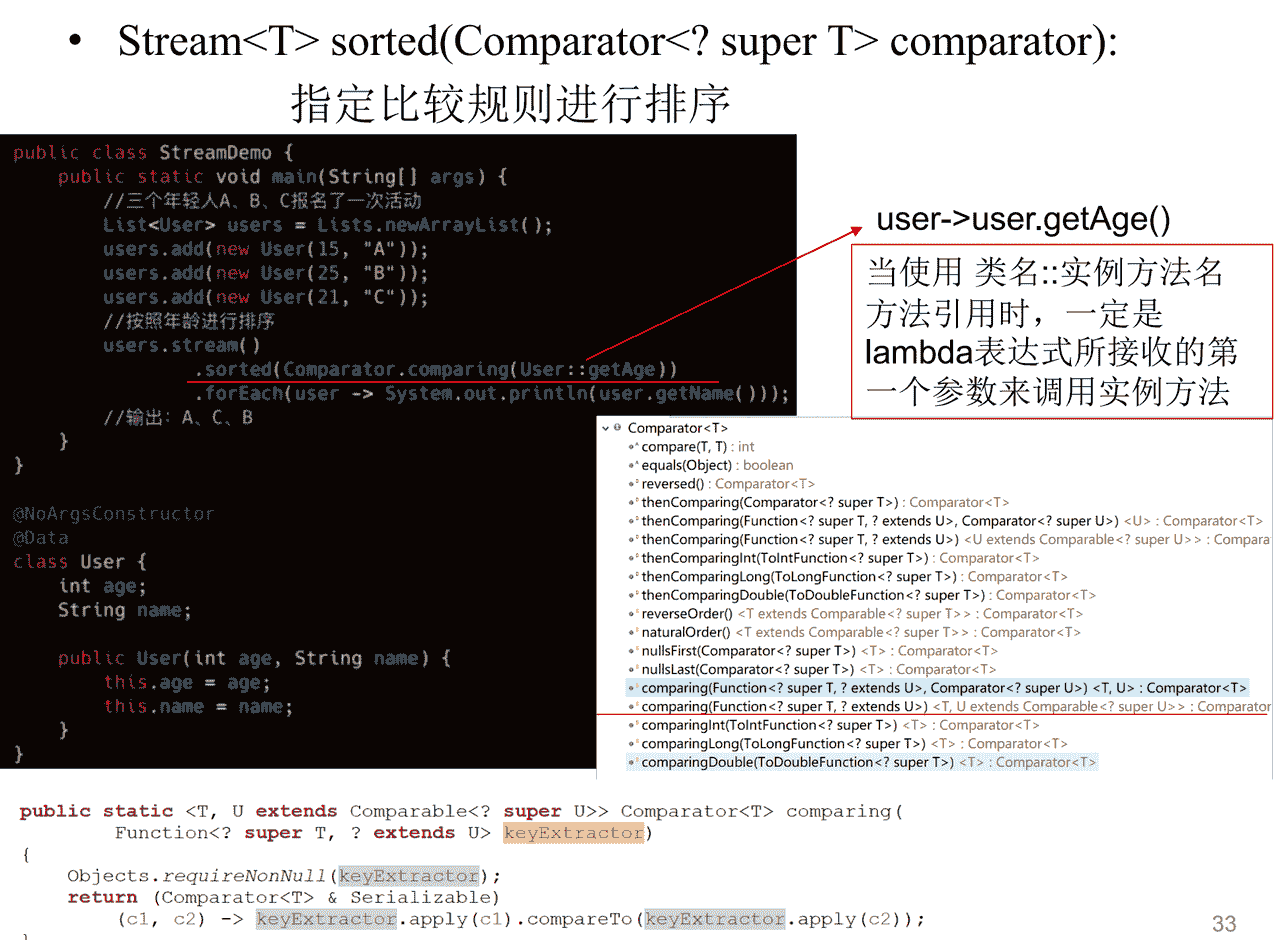 • Stream<T> sorted(Comparator<? super T> comparator):
指定比较规则进行排序
public class StreamDemo {
    public static void main(String[] args) {
        //三个年轻人A、B、C报名了一次活动
        List<User> users = Lists.newArrayList();
        users.add(new User(15, "A"));
        users.add(new User(25, "B"));
        users.add(new User(21, "C"));
        //按照年龄进行排序
        users.stream()
                .sorted(Comparator.comparing(User::getAge))
                .forEach(user -> System.out.println(user.getName()));
        //输出: A、C、B
    }
}
@NoArgsConstructor
@Data
class User {
    int age;
    String name;
    public User(int age, String name) {
        this.age = age;
        this.name = name;
    }
}
user->user.getAge()
当使用 类名::实例方法名
方法引用时，一定是
lambda表达式所接收的第
一个参数来调用实例方法
Comparator<T>
compare(T, T) : int
equals(Object) : boolean
reversed() : Comparator<T>
thenComparing(Comparator<? super T>) : Comparator<T>
thenComparing(Function<? super T, ? extends U>, Comparator<? super U>) <U> : Comparator<T>
thenComparing(Function<? super T, ? extends U>) <U extends Comparable<? super U>> : Compara
thenComparingInt(ToIntFunction<? super T>) : Comparator<T>
thenComparingLong(ToLongFunction<? super T>) : Comparator<T>
thenComparingDouble(ToDoubleFunction<? super T>) : Comparator<T>
reverseOrder() <T extends Comparable<? super T>> : Comparator<T>
naturalOrder() <T extends Comparable<? super T>> : Comparator<T>
nullsFirst(Comparator<? super T>) <T> : Comparator<T>
nullsLast(Comparator<? super T>) <T> : Comparator<T>
comparing(Function<? super T, ? extends U>, Comparator<? super U>) <T, U> : Comparator<T>
comparing(Function<? super T, ? extends U>) <T, U extends Comparable<? super U>> : Comparator
comparingInt(ToIntFunction<? super T>) <T> : Comparator<T>
comparingLong(ToLongFunction<? super T>) <T> : Comparator<T>
comparingDouble(ToDoubleFunction<? super T>) <T> : Comparator<T>
public static <T, U extends Comparable<? super U>> Comparator<T> comparing(
        Function<? super T, ? extends U> keyExtractor)
{
    Objects.requireNonNull(keyExtractor);
    return (Comparator<T> & Serializable)
        (c1, c2) -> keyExtractor.apply(c1).compareTo(keyExtractor.apply(c2));
}
33